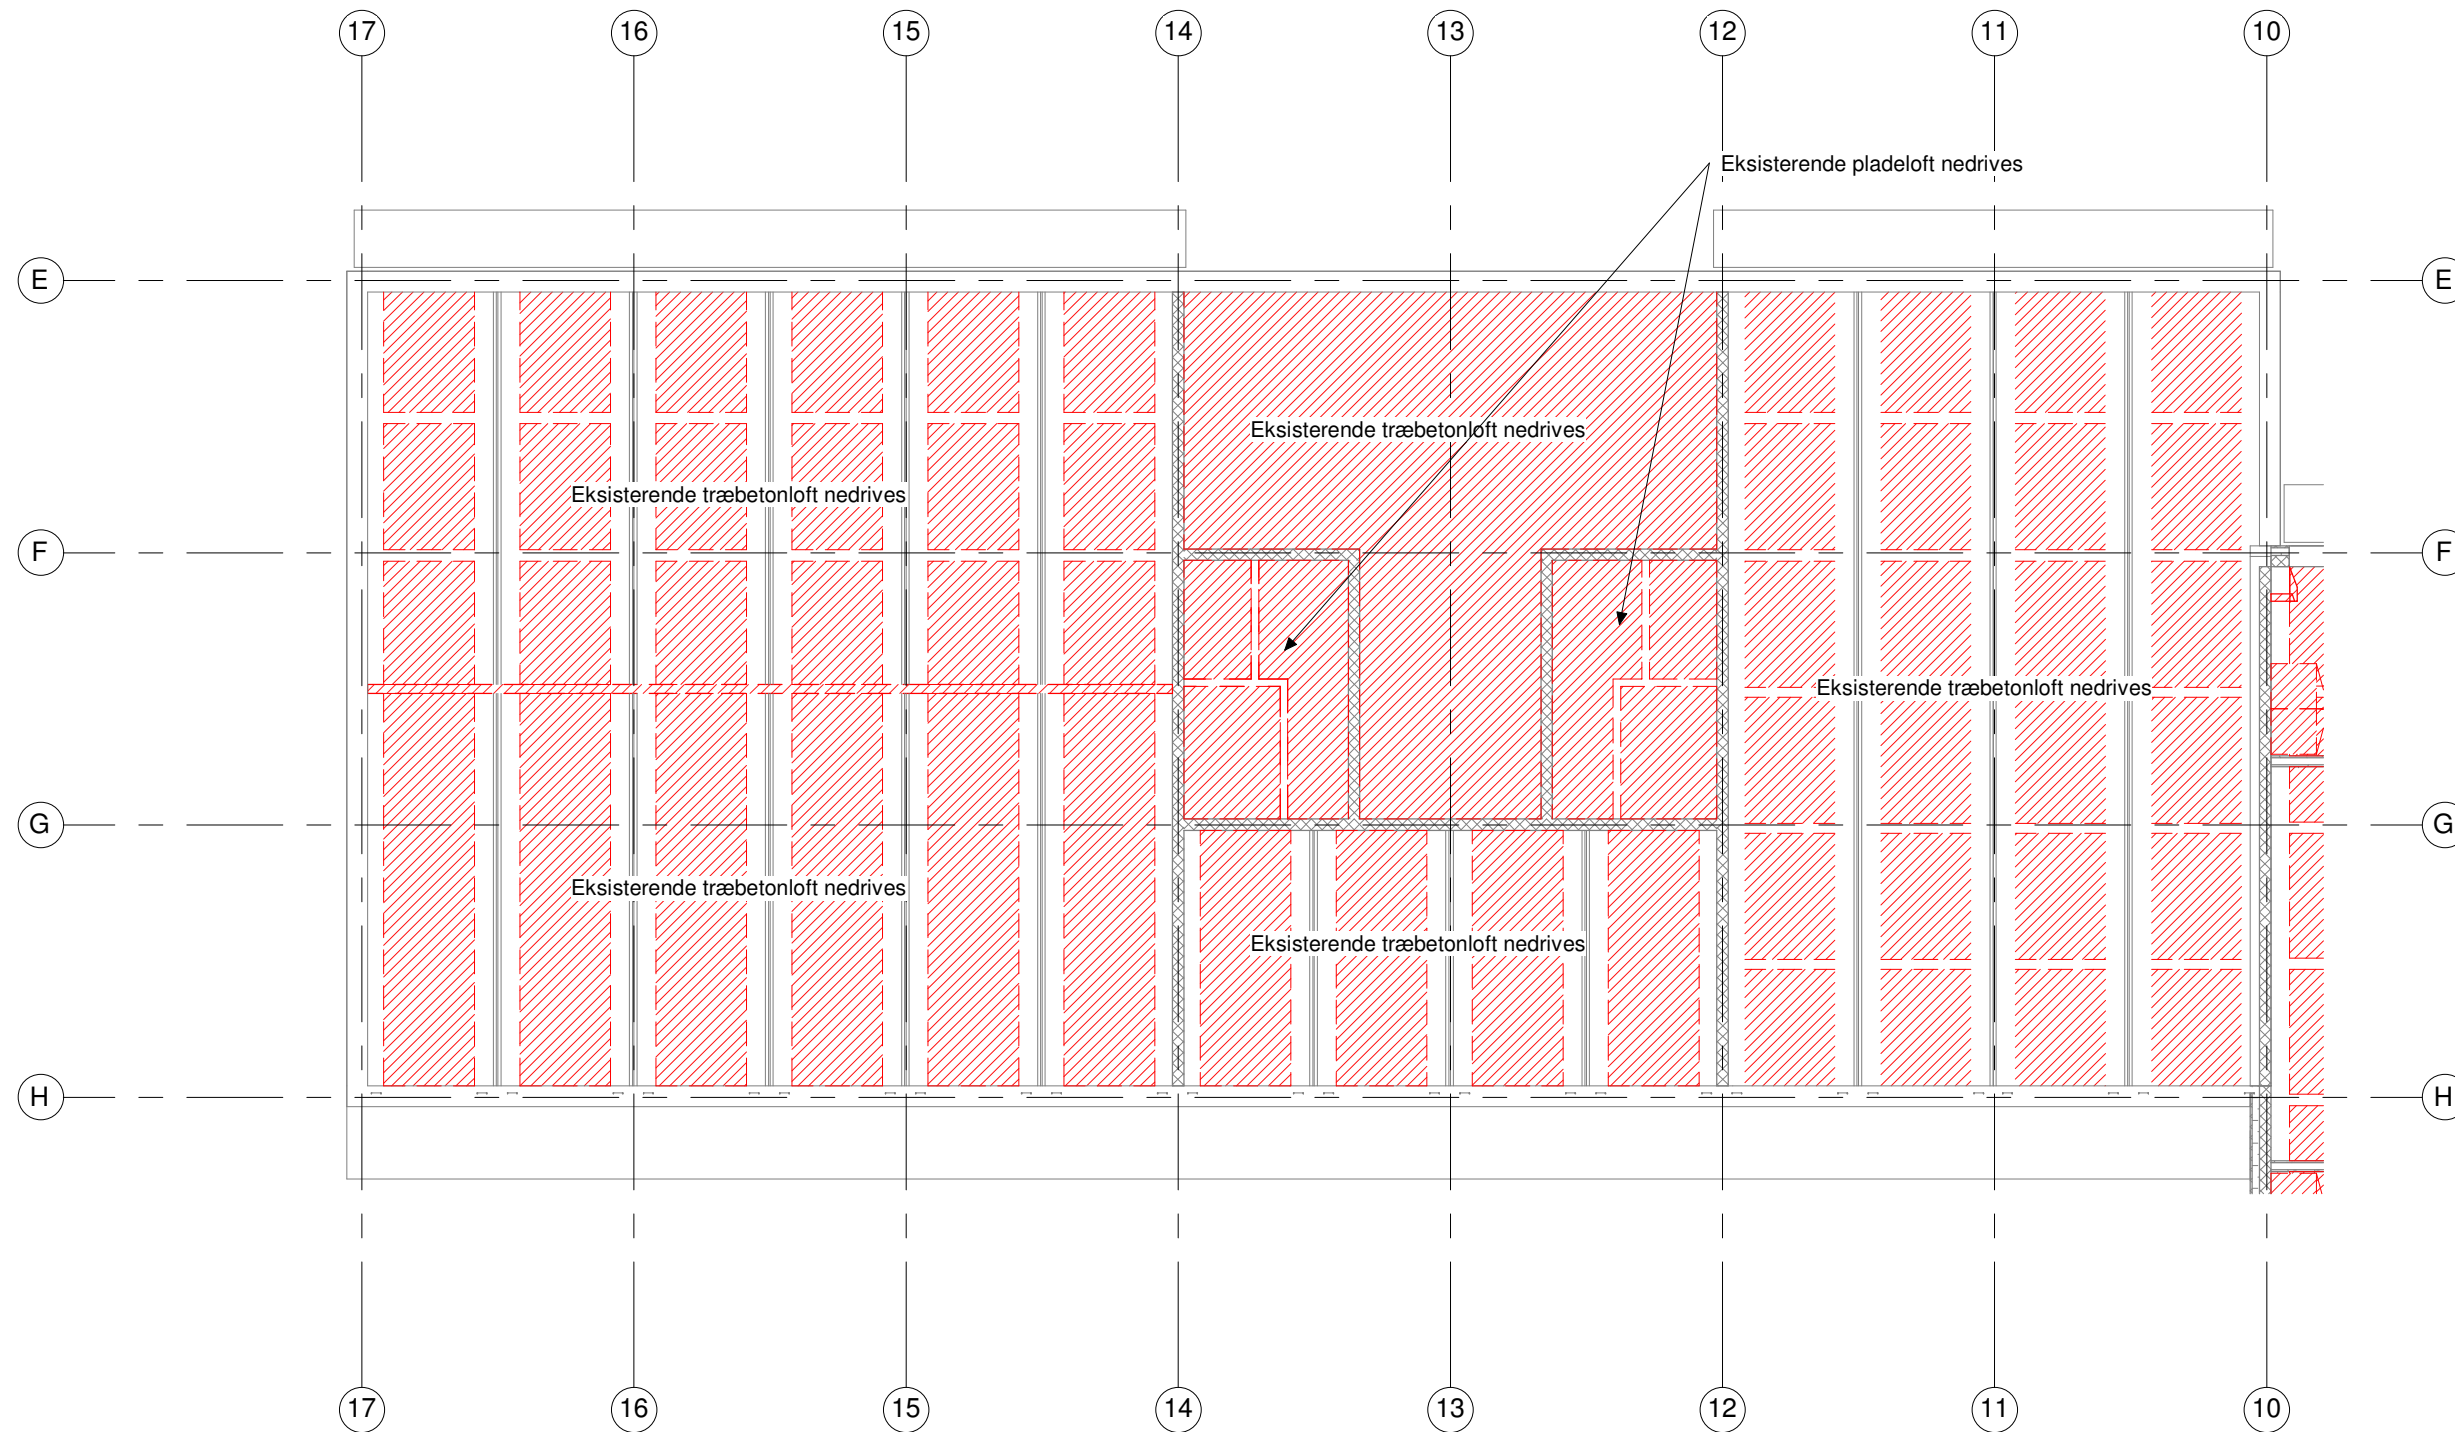 17 16 15 14 13 12 11 10
Eksisterende pladeloft nedrives
E E
Eksisterende træbetonloft nedrives
Eksisterende træbetonloft nedrives
F F
Eksisterende træbetonloft nedrives
G G
Eksisterende træbetonloft nedrives
Eksisterende træbetonloft nedrives
H H
17 16 15 14 13 12 11 10